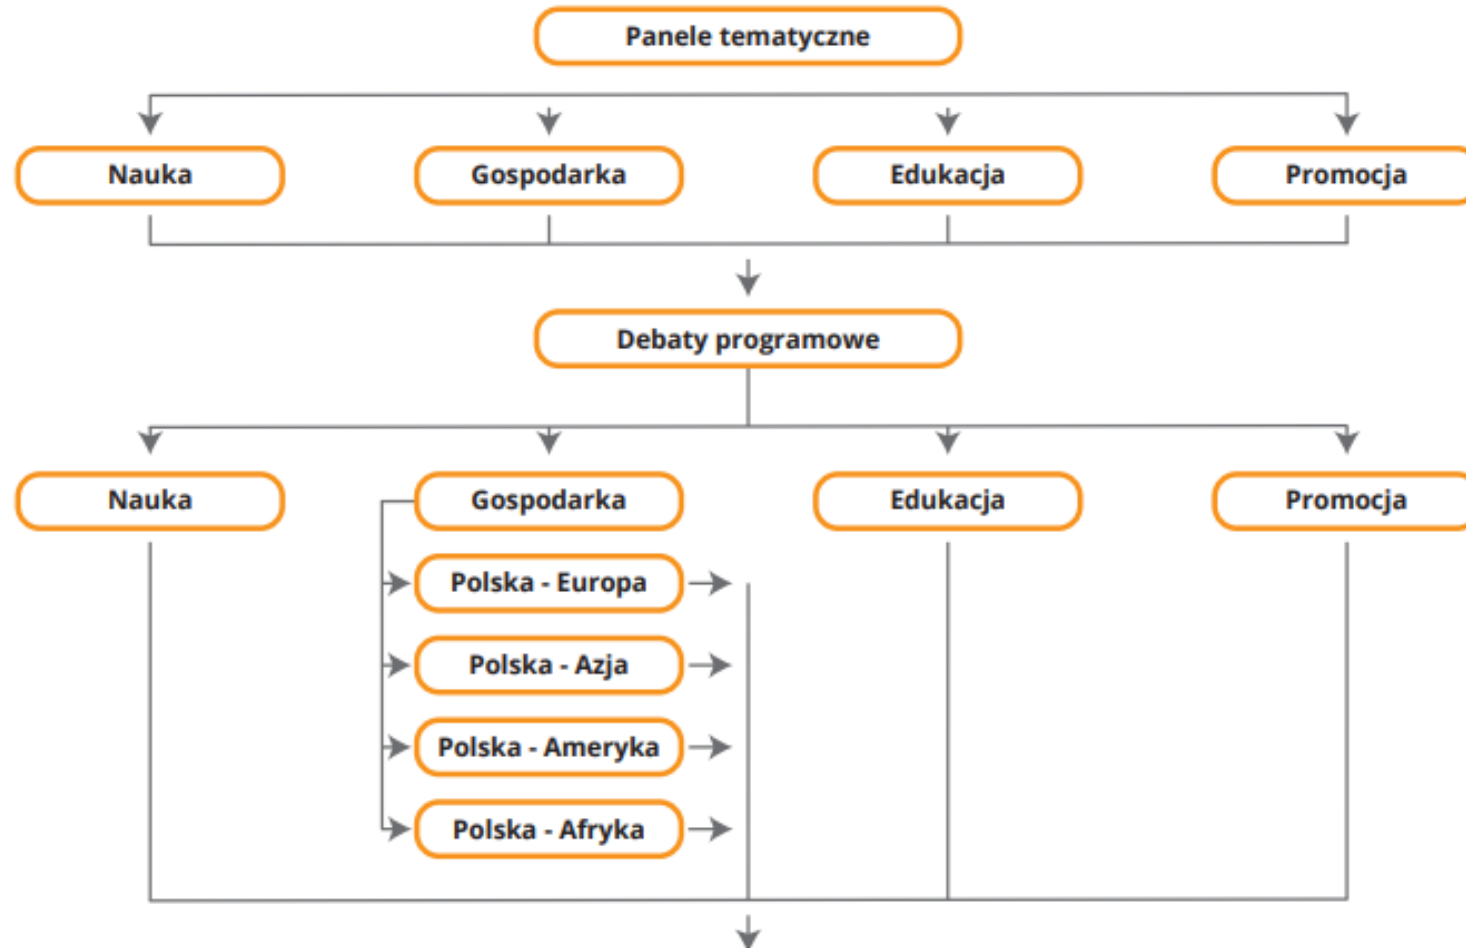 Panele tematyczne
Nauka
Gospodarka
Edukacja
Promocja
Debaty programowe
Nauka
Gospodarka
Edukacja
Promocja
Polska - Europa
Polska - Azja
Polska - Ameryka
Polska - Afryka